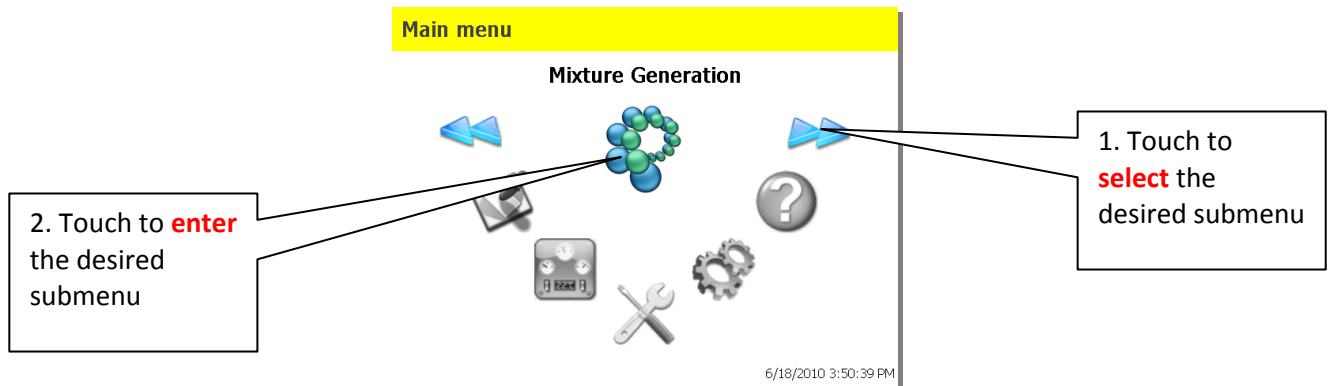 Main menu
Mixture Generation
1. Touch to
select the
desired submenu
2. Touch to enter
the desired
submenu
22°C
6/18/2010 3:50:39 PM